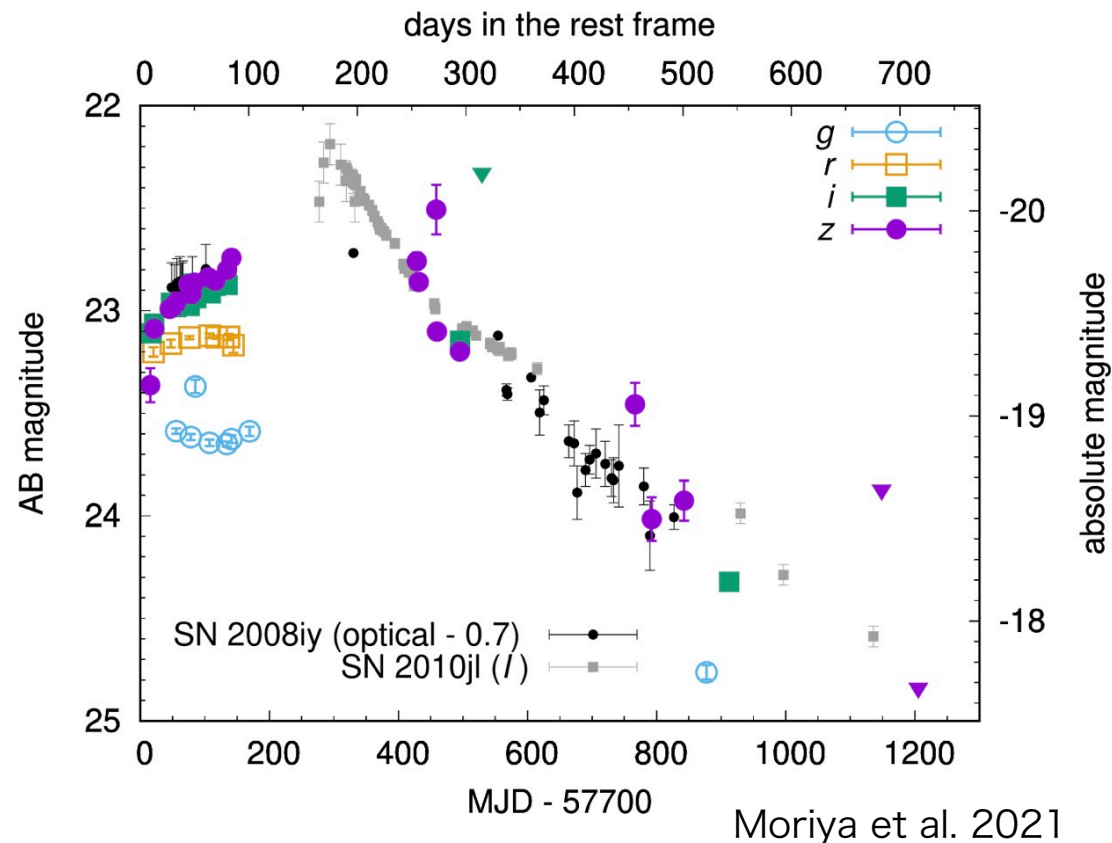 days in the rest frame
0 100 200 300 400 500 600 700
22
23
24
25
AB magnitude
g
r
i
z
-20
-19
-18
absolute magnitude
SN 2008iy (optical - 0.7)
SN 2010jl (I)
0 200 400 600 800 1000 1200
MJD - 57700
Moriya et al. 2021